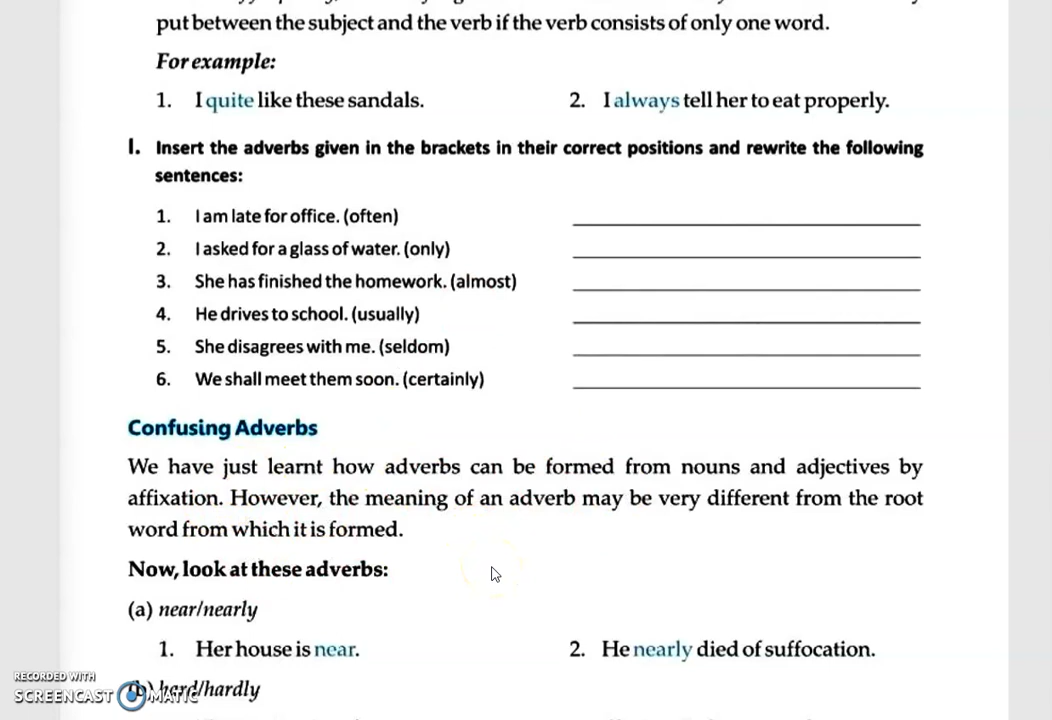 put between the subject and the verb if the verb consists of only one word.
For example:
1. I quite like these sandals. 2. I always tell her to eat properly.
I. Insert the adverbs given in the brackets in their correct positions and rewrite the following
sentences:
1. I am late for office. (often)
2. I asked for a glass of water. (only)
3. She has finished the homework. (almost)
4. He drives to school. (usually)
5. She disagrees with me. (seldom)
6. We shall meet them soon. (certainly)
Confusing Adverbs
We have just learnt how adverbs can be formed from nouns and adjectives by
affixation. However, the meaning of an adverb may be very different from the root
word from which it is formed.
Now, look at these adverbs:
(a) near/nearly
1. Her house is near. 2. He nearly died of suffocation.
RECORDED WITH
SCREENCAST MATIC
(b) hard/hardly